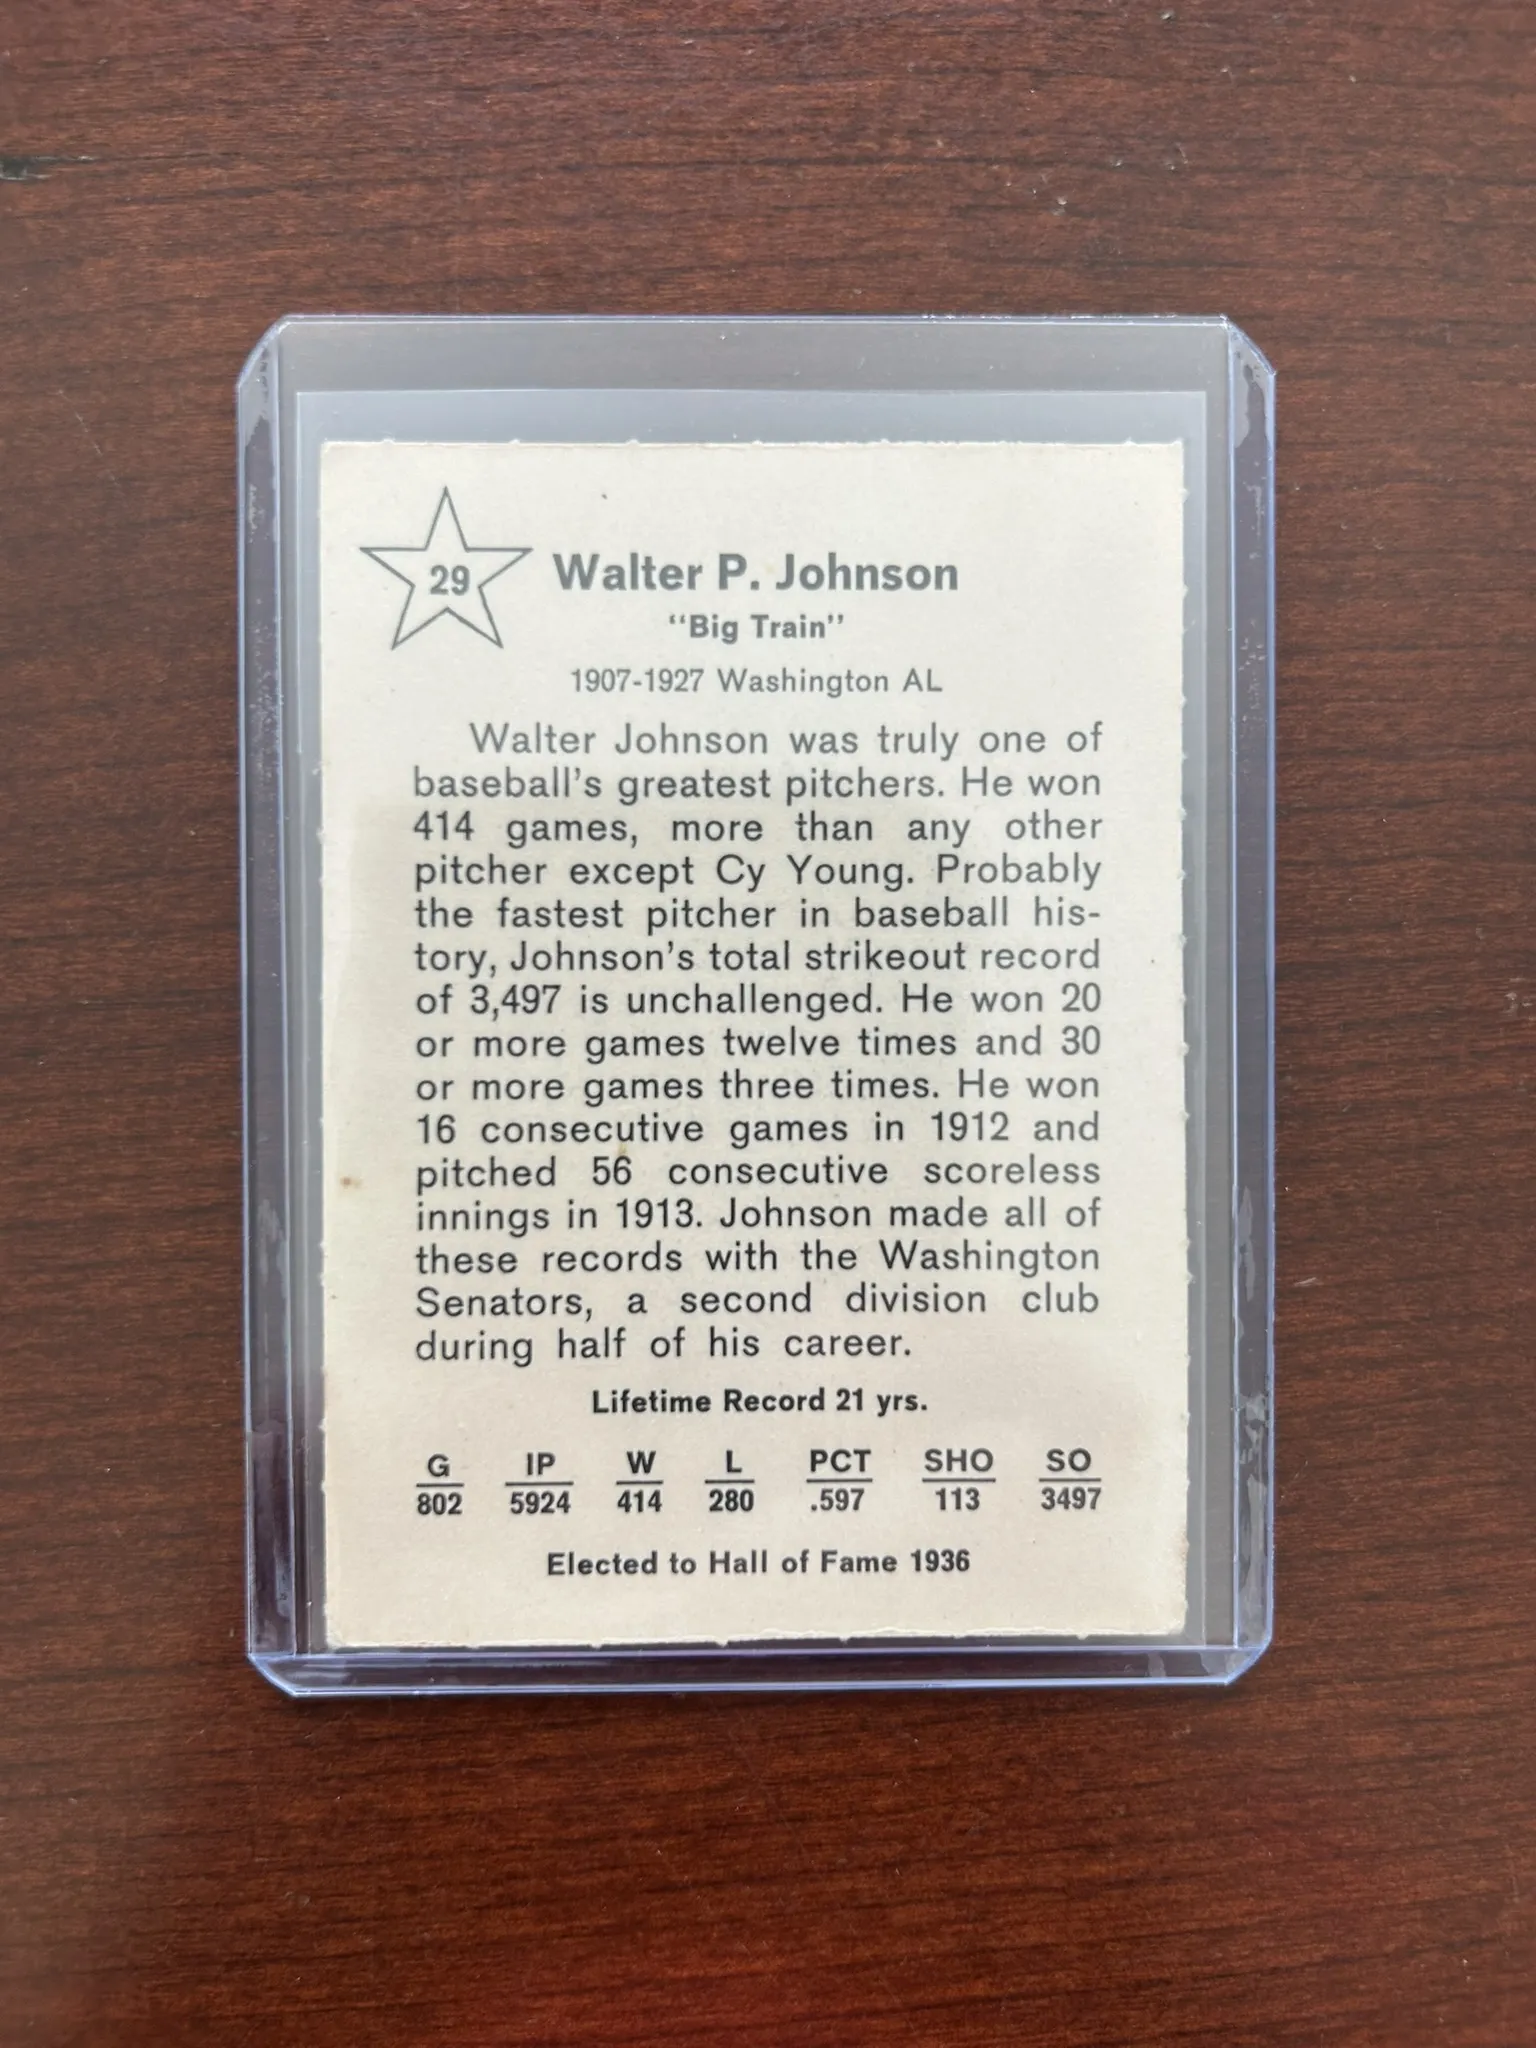 29
Walter P. Johnson
"Big Train"
1907-1927 Washington AL
Walter Johnson was truly one of
baseball's greatest pitchers. He won
414 games, more than any other
pitcher except Cy Young. Probably
the fastest pitcher in baseball his-
tory, Johnson's total strikeout record
of 3,497 is unchallenged. He won 20
or more games twelve times and 30
or more games three times. He won
16 consecutive games in 1912 and
pitched 56 consecutive scoreless
innings in 1913. Johnson made all of
these records with the Washington
Senators, a second division club
during half of his career.
Lifetime Record 21 yrs.
G IP W L PCT SHO SO
802 5924 414 280 .597 113 3497
Elected to Hall of Fame 1936